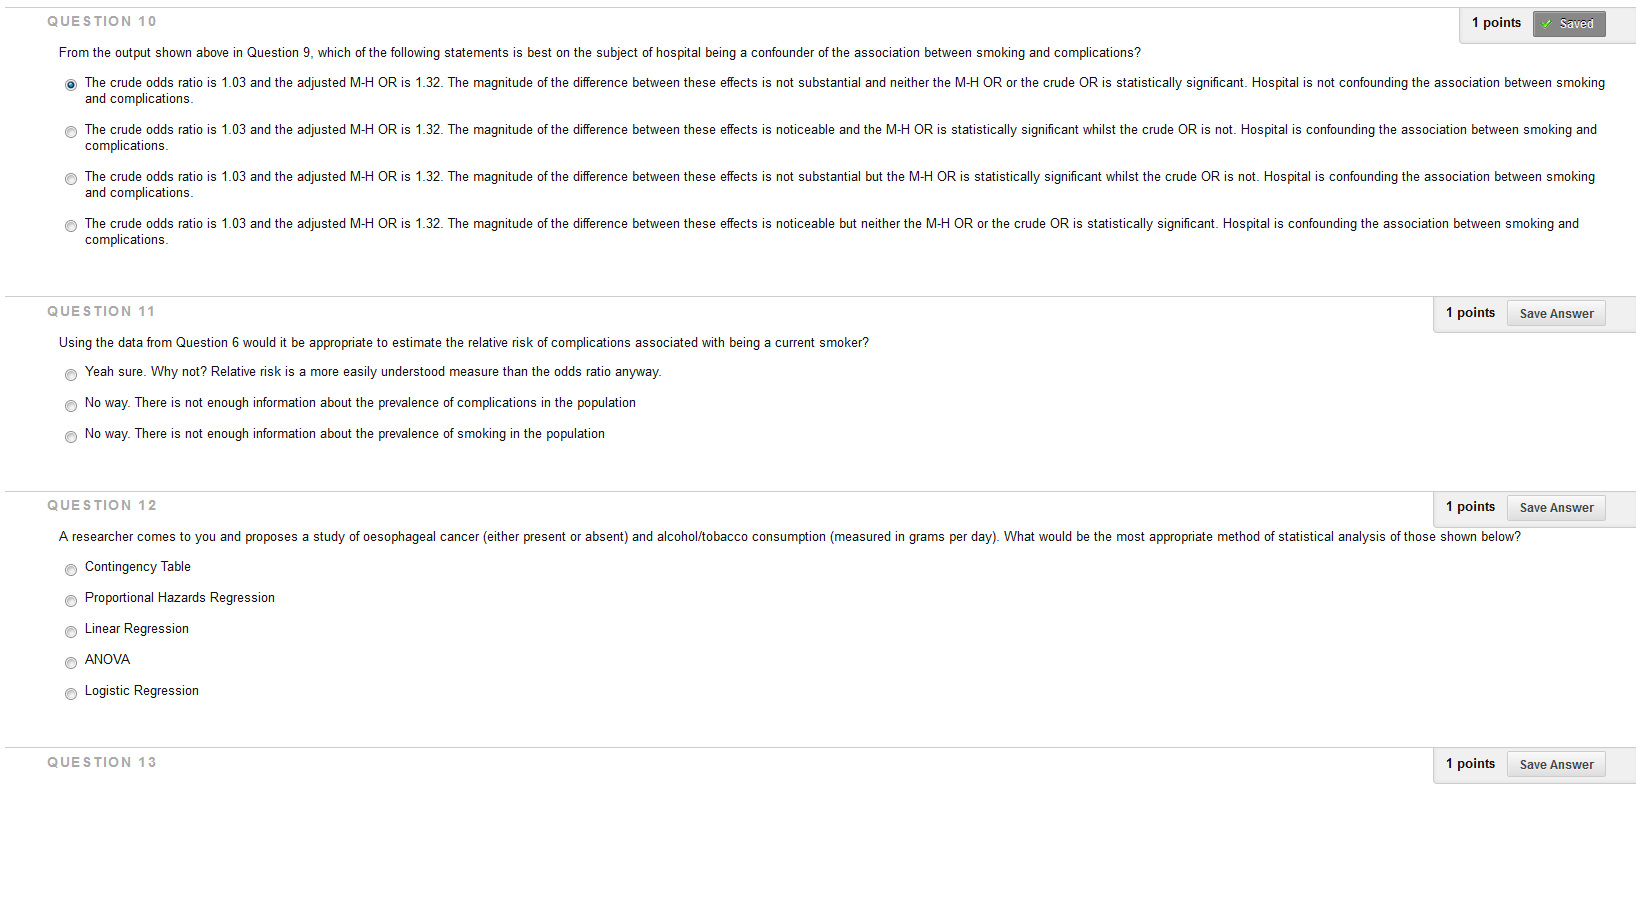 QUESTION 10
1 points
Saved
From the output shown above in Question 9, which of the following statements is best on the subject of hospital being a confounder of the association between smoking and complications?
The crude odds ratio is 1.03 and the adjusted M-H OR is 1.32. The magnitude of the difference between these effects is not substantial and neither the M-H OR or the crude OR is statistically significant. Hospital is not confounding the association between smoking
and complications.
The crude odds ratio is 1.03 and the adjusted M-H OR is 1.32. The magnitude of the difference between these effects is noticeable and the M-H OR is statistically significant whilst the crude OR is not. Hospital is confounding the association between smoking and
complications.
The crude odds ratio is 1.03 and the adjusted M-H OR is 1.32. The magnitude of the difference between these effects is not substantial but the M-H OR is statistically significant whilst the crude OR is not. Hospital is confounding the association between smoking
and complications.
The crude odds ratio is 1.03 and the adjusted M-H OR is 1.32. The magnitude of the difference between these effects is noticeable but neither the M-H OR or the crude OR is statistically significant. Hospital is confounding the association between smoking and
complications.
QUESTION 11
1 points
Save Answer
Using the data from Question 6 would it be appropriate to estimate the relative risk of complications associated with being a current smoker?
Yeah sure. Why not? Relative risk is a more easily understood measure than the odds ratio anyway.
No way. There is not enough information about the prevalence of complications in the population
No way. There is not enough information about the prevalence of smoking in the population
QUESTION 12
1 points
Save Answer
A researcher comes to you and proposes a study of oesophageal cancer (either present or absent) and alcohol/tobacco consumption (measured in grams per day). What would be the most appropriate method of statistical analysis of those shown below?
Contingency Table
Proportional Hazards Regression
Linear Regression
ANOVA
Logistic Regression
QUESTION 13
1 points
Save Answer